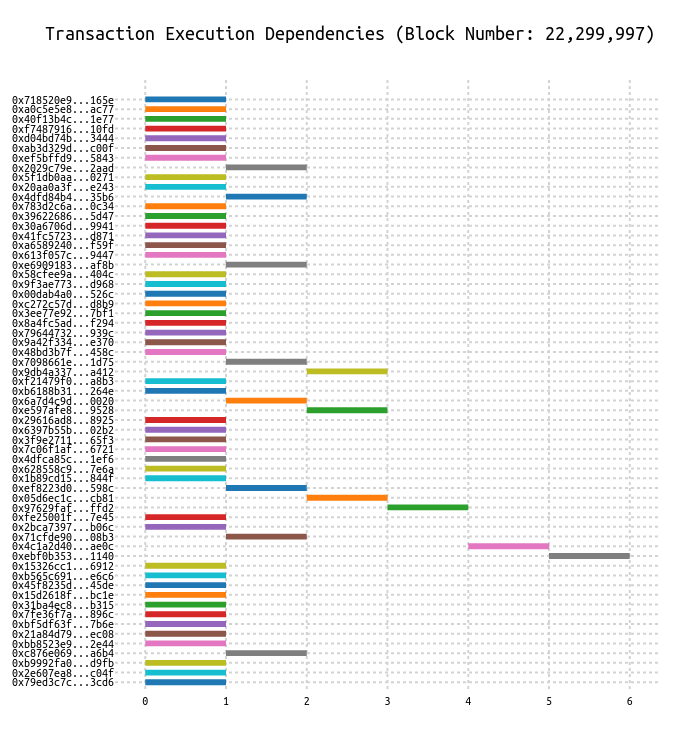 Transaction Execution Dependencies (Block Number: 22,299,997)
0x718520e9...165e
0xa0c5e5e8...ac77
0x40f13b4c...1e77
0xf7487916...10fd
0xd04bd74b...3444
0xab3d329d...c00f
0xef5bffd9...5843
0x2029c79e...2aad
0x5f1db0aa...0271
0x20aa0a3f...e243
0x4dfd84b4...35b6
0x783d2c6a...0c34
0x39622686...5d47
0x30a6706d...9941
0x41fc5723...d871
0xa6589240...f59f
0x613f057c...9447
0xe6909183...af8b
0x58cfee9a...404c
0x9f3ae773...d968
0x00dab4a0...526c
0xc272c57d...d8b9
0x3ee77e92...7bf1
0x8a4fc5ad...f294
0x79644732...939c
0x9a42f334...e370
0x48bd3b7f...458c
0x7098661e...1d75
0x9db4a337...a412
0xf21479f0...a8b3
0xb6188b31...264e
0x6a7d4c9d...0020
0xe597afe8...9528
0x29616ad8...8925
0x6397b55b...02b2
0x3f9e2711...65f3
0x7c06f1af...6721
0x4dfca85c...1ef6
0x628558c9...7e6a
0x1b89cd15...844f
0xef8223d0...598c
0x05d6ec1c...cb81
0x97629faf...ffd2
0xfe25001f...7e45
0x2bca7397...b06c
0x71cfde90...08b3
0x4c1a2d40...ae0c
0xebf0b353...1140
0x15326cc1...6912
0xb565c691...e6c6
0x45f8235d...45de
0x15d2618f...bc1e
0x31ba4ec8...b315
0x7fe36f7a...896c
0xbf5df63f...7b6e
0x21a84d79...ec08
0xbb8523e9...2e44
0xc876e069...a6b4
0xb9992fa0...d9fb
0x2e607ea8...c04f
0x79ed3c7c...3cd6
0 1 2 3 4 5 6